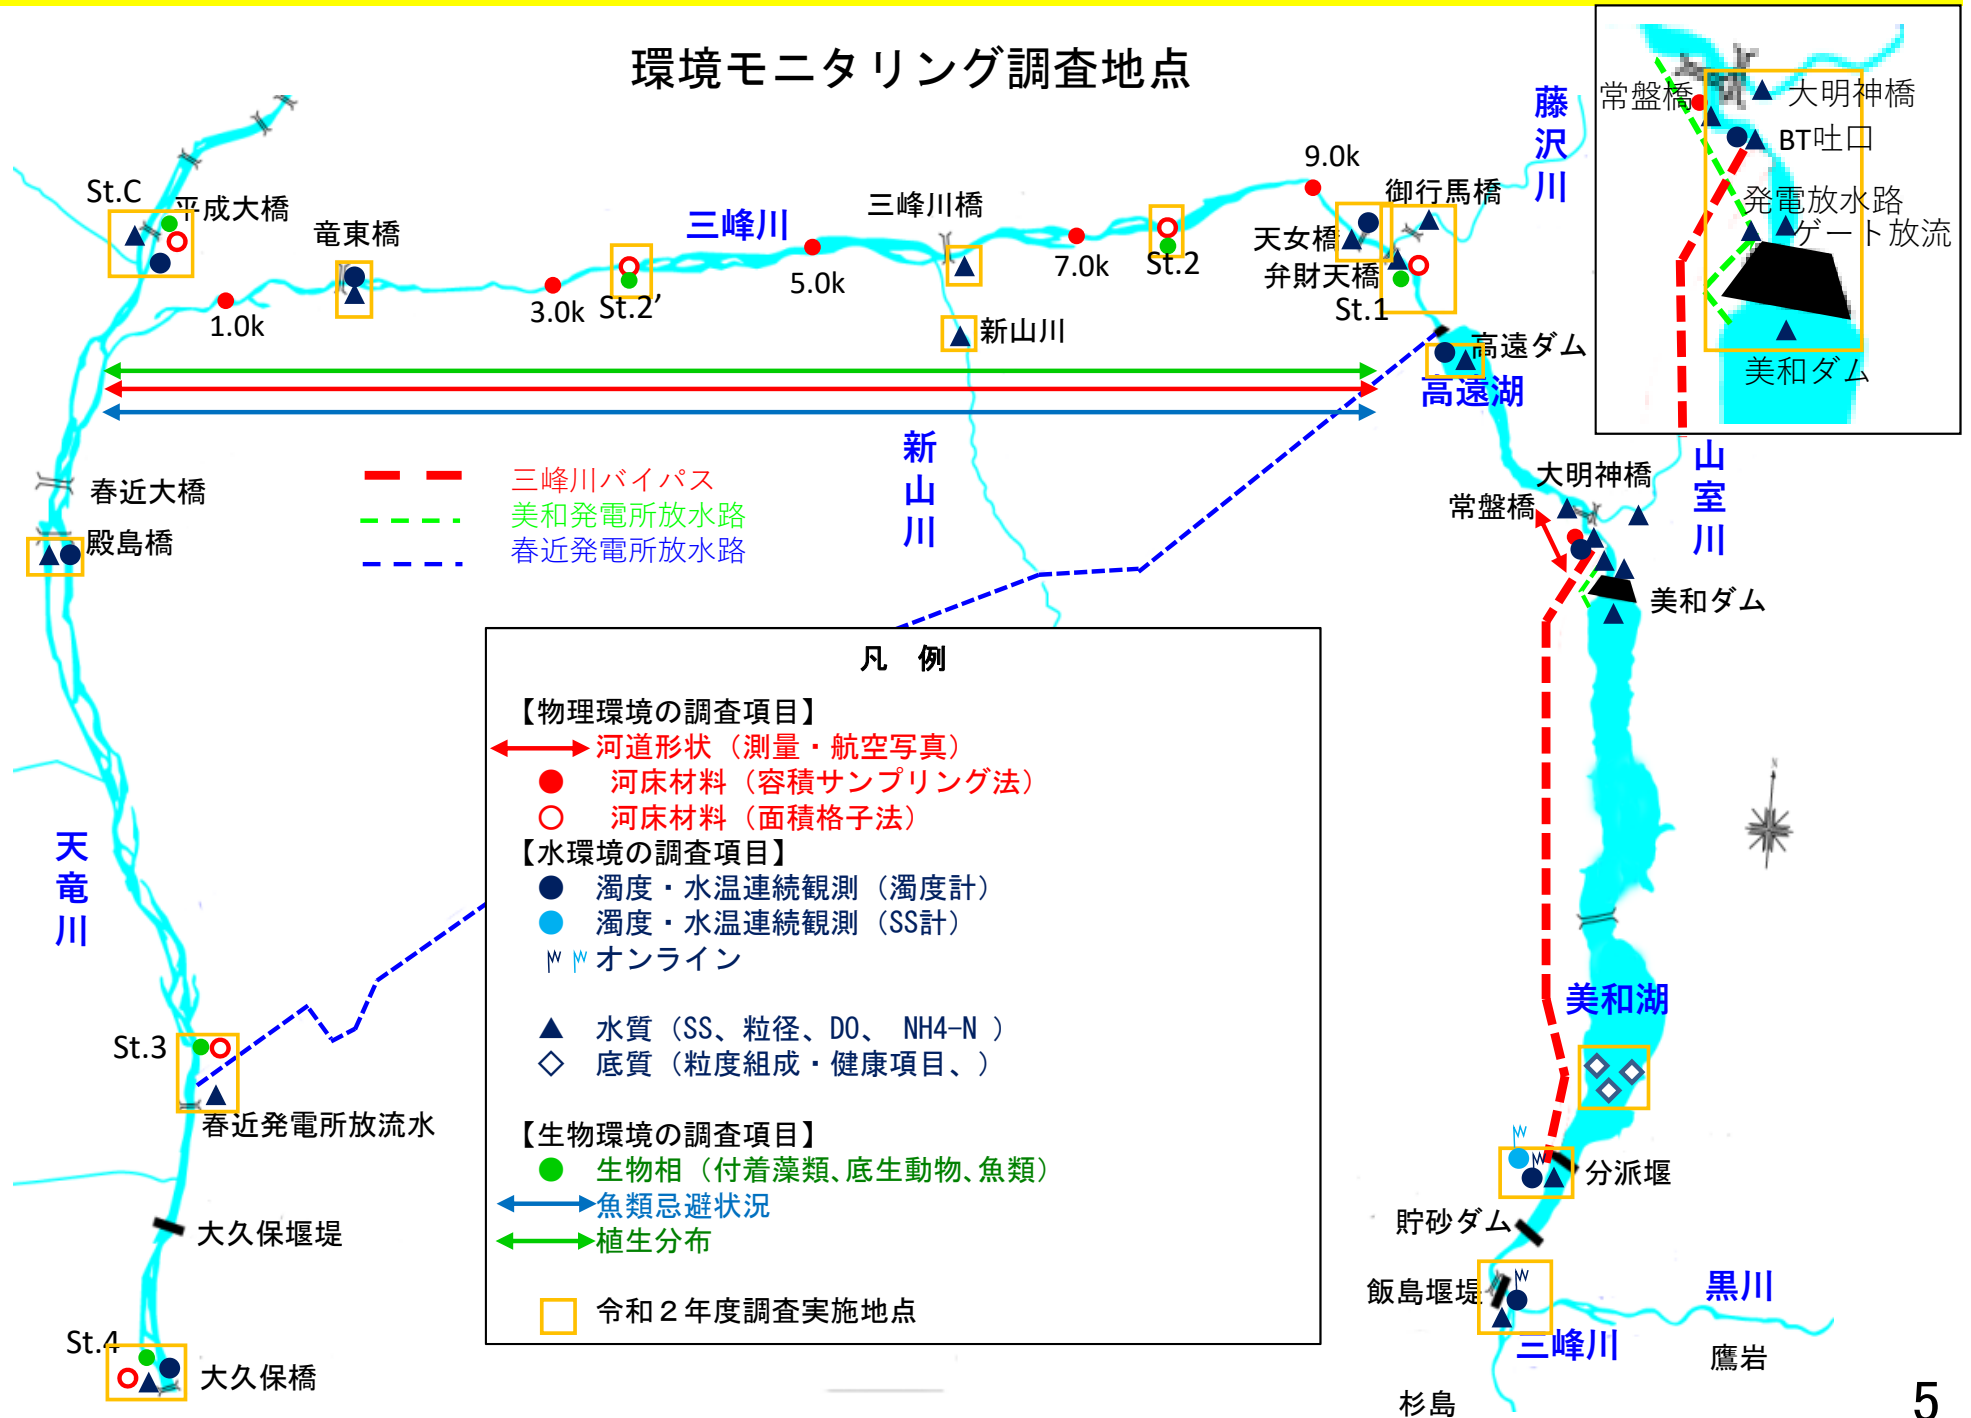 環境モニタリング調査地点
藤沢川
常盤橋
大明神橋
BT吐口
発電放水路
ゲート放流
美和ダム
9.0k
御行馬橋
St.C
平成大橋
竜東橋
三峰川
三峰川橋
天女橋
弁財天橋
St.1
1.0k
3.0k
St.2’
5.0k
7.0k
St.2
新山川
高遠ダム
高遠湖
新山川
山室川
大明神橋
常盤橋
美和ダム
春近大橋
殿島橋
三峰川バイパス
美和発電所放水路
春近発電所放水路
天竜川
凡 例
【物理環境の調査項目】
河道形状（測量・航空写真）
河床材料（容積サンプリング法）
河床材料（面積格子法）
【水環境の調査項目】
濁度・水温連続観測（濁度計）
濁度・水温連続観測（SS計）
オンライン
水質（SS、粒径、DO、 NH4-N ）
底質（粒度組成・健康項目、）
【生物環境の調査項目】
生物相（付着藻類、底生動物、魚類）
魚類忌避状況
植生分布
令和２年度調査実施地点
N
美和湖
St.3
春近発電所放流水
大久保堰堤
St.4
大久保橋
分派堰
貯砂ダム
飯島堰堤
黒川
三峰川
鷹岩
杉島
5